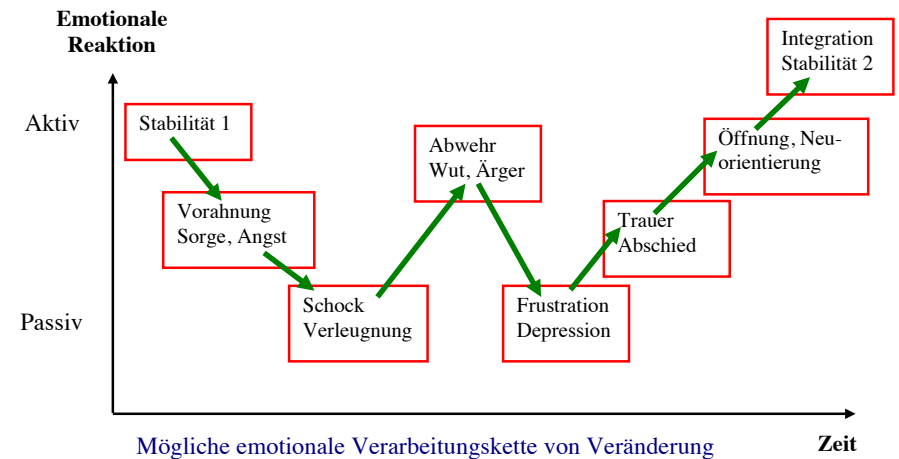 Emotionale
Reaktion
Integration
Stabilität 2
Aktiv
Stabilität 1
Abwehr
Wut, Ärger
Öffnung, Neu-
orientierung
Vorahnung
Sorge, Angst
Trauer
Abschied
Passiv
Schock
Verleugnung
Frustration
Depression
Mögliche emotionale Verarbeitungskette von Veränderung
Zeit